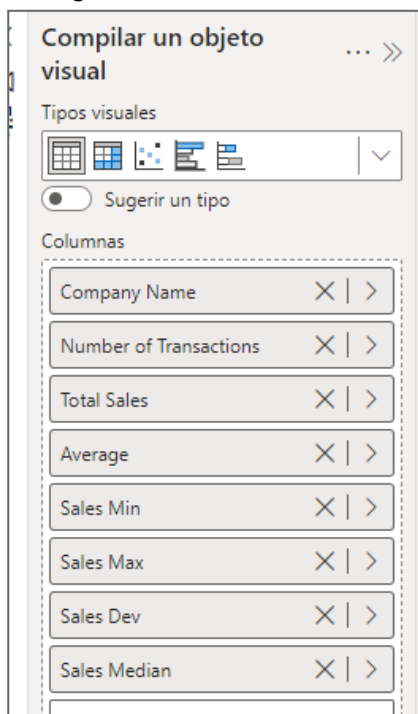 Compilar un objeto
visual
Tipos visuales
Sugerir un tipo
Columnas
Company Name
Number of Transactions
Total Sales
Average
Sales Min
Sales Max
Sales Dev
Sales Median